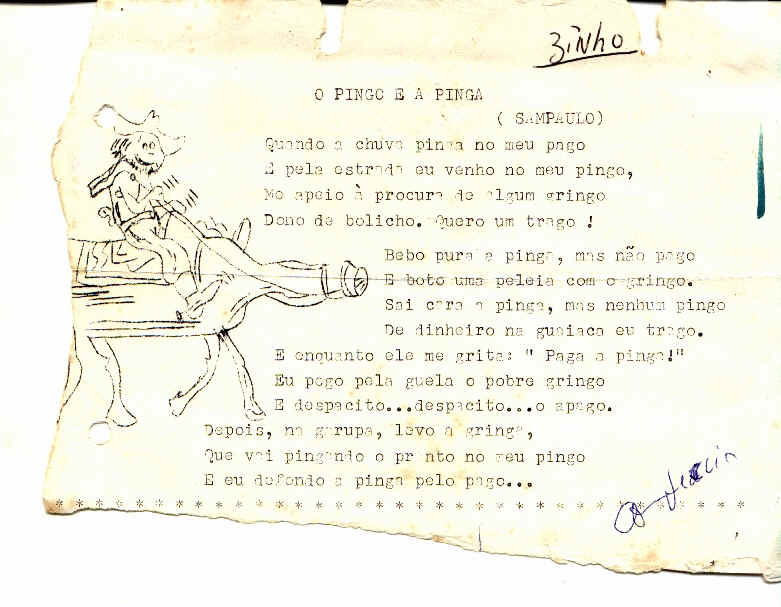 Zinho
O PINGO E A PINGA
( SAMPAULO)
Quando a chuva pinga no meu pago
E pela estrada eu venho no meu pingo,
Me apeio à procura de algum gringo
Dono de bolicho. Quero um trago !
Bebo pura a pinga, mas não pago
E boto uma peleia com o gringo.
Sai cara a pinga, mas nenhum pingo
De dinheiro na guaiaca eu trago.
E enquanto ele me grita: " Paga a pinga!"
Eu pego pela guela o pobre gringo
E despacito...despacito...o apago.
Depois, na garupa, levo a gringa,
Que vai pingando o pranto no meu pingo
E eu defendo a pinga pelo pago...